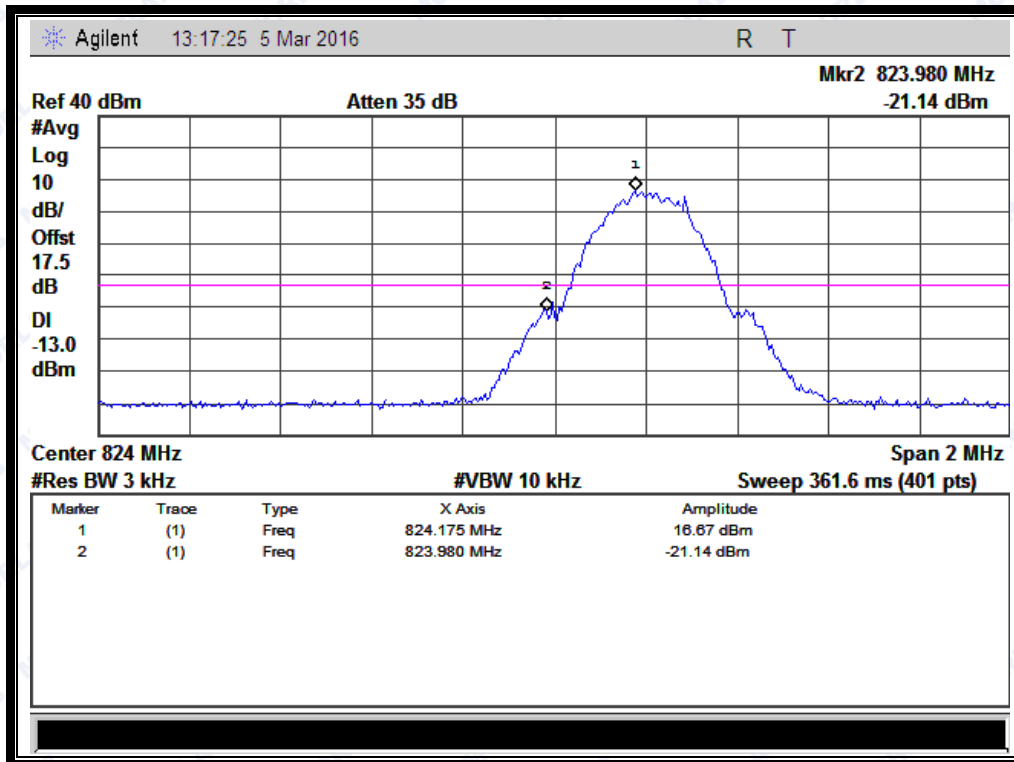 Agilent 13:17:25 5 Mar 2016 R T
Mkr2 823.980 MHz
Ref 40 dBm Atten 35 dB -21.14 dBm
#Avg
Log
10
dB/
Offst
17.5
dB
DI
-13.0
dBm
1
2
Center 824 MHz Span 2 MHz
#Res BW 3 kHz #VBW 10 kHz Sweep 361.6 ms (401 pts)
Marker Trace Type X Axis Amplitude
1 (1) Freq 824.175 MHz 16.67 dBm
2 (1) Freq 823.980 MHz -21.14 dBm